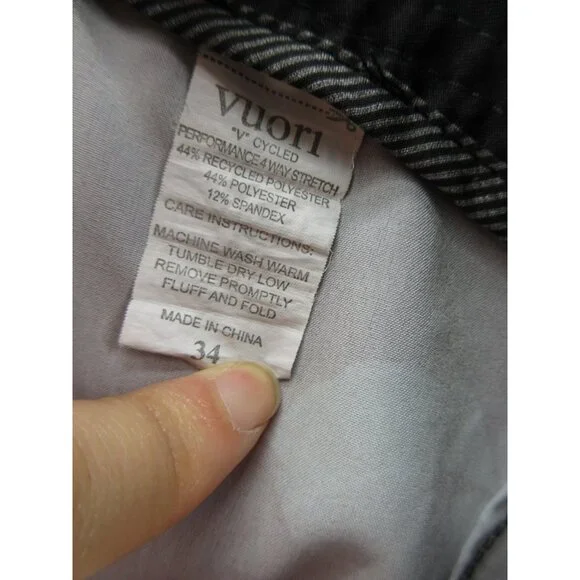 vuori
"V" CYCLED
PERFORMANCE 4 WAY STRETCH
44% RECYCLED POLYESTER
44% POLYESTER
12% SPANDEX
CARE INSTRUCTIONS:
MACHINE WASH WARM
TUMBLE DRY LOW
REMOVE PROMPTLY
FLUFF AND FOLD
MADE IN CHINA
34